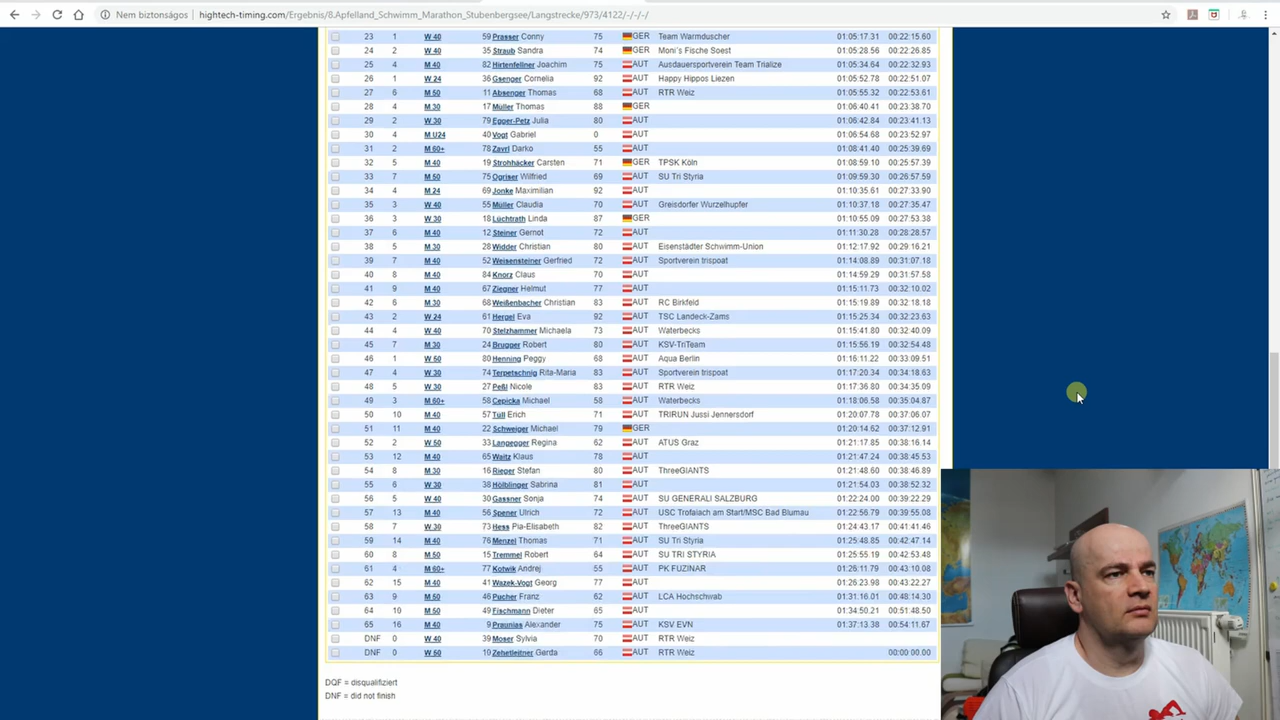 Nem biztonságos hightech-timing.com/Ergebnis/8.Apfelland_Schwimm_Marathon_Stubenbergsee/Langstrecke/973/4122/-/-/-/
23 1 W 40 59 Prasser Conny 75 GER Team Warmduscher 01:05:17.31 00:22:15.60
24 2 W 40 35 Straub Sandra 74 GER Moni´s Fische Soest 01:05:28.56 00:22:26.85
25 4 M 40 82 Hirtenfellner Joachim 75 AUT Ausdauersportverein Team Trialize 01:05:34.64 00:22:32.93
26 1 W 24 36 Gsenger Cornelia 92 AUT Happy Hippos Liezen 01:05:52.78 00:22:51.07
27 6 M 50 11 Absenger Thomas 68 AUT RTR Weiz 01:05:55.32 00:22:53.61
28 4 M 30 17 Müller Thomas 88 GER 01:06:40.41 00:23:38.70
29 2 W 30 79 Egper-Petz Julia 80 AUT 01:06:42.84 00:23:41.13
30 4 M U24 40 Vogt Gabriel 0 AUT 01:06:54.68 00:23:52.97
31 2 M 60+ 78 Zavrl Darko 55 AUT 01:08:41.40 00:25:39.69
32 5 M 40 19 Strohhäcker Carsten 71 GER TPSK Köln 01:08:59.10 00:25:57.39
33 7 M 50 75 Ogriser Wilfried 69 AUT SU Tri Styria 01:09:59.30 00:26:57.59
34 4 M 24 69 Jonke Maximilian 92 AUT 01:10:35.61 00:27:33.90
35 3 W 40 55 Müller Claudia 70 AUT Greisdorfer Wurzelhupfer 01:10:37.18 00:27:35.47
36 3 W 30 18 Lüchtrath Linda 87 GER 01:10:55.09 00:27:53.38
37 6 M 40 12 Steiner Gernot 72 AUT 01:11:30.28 00:28:28.57
38 5 M 30 28 Widder Christian 80 AUT Eisenstädter Schwimm-Union 01:12:17.92 00:29:16.21
39 7 M 40 52 Weisensteiner Gerfried 72 AUT Sportverein trispoat 01:14:08.89 00:31:07.18
40 8 M 40 84 Knorz Claus 70 AUT 01:14:59.29 00:31:57.58
41 9 M 40 67 Ziegner Helmut 77 AUT 01:15:11.73 00:32:10.02
42 6 M 30 68 Weißenbacher Christian 83 AUT RC Birkfeld 01:15:19.89 00:32:18.18
43 2 W 24 61 Hergel Eva 92 AUT TSC Landeck-Zams 01:15:25.34 00:32:23.63
44 4 W 40 70 Stelzhammer Michaela 73 AUT Waterbecks 01:15:41.80 00:32:40.09
45 7 M 30 24 Brugger Robert 80 AUT KSV-TriTeam 01:15:56.19 00:32:54.48
46 1 W 50 80 Henning Peggy 68 AUT Aqua Berlin 01:16:11.22 00:33:09.51
47 4 W 30 74 Terpetschnig Rita-Maria 83 AUT Sportverein trispoat 01:17:20.34 00:34:18.63
48 5 W 30 27 Peßl Nicole 83 AUT RTR Weiz 01:17:36.80 00:34:35.09
49 3 M 60+ 58 Cepicka Michael 58 AUT Waterbecks 01:18:06.58 00:35:04.87
50 10 M 40 57 Tüll Erich 71 AUT TRIRUN Jussi Jennersdorf 01:20:07.78 00:37:06.07
51 11 M 40 22 Schweiger Michael 79 GER 01:20:14.62 00:37:12.91
52 2 W 50 33 Langegger Regina 62 AUT ATUS Graz 01:21:17.85 00:38:16.14
53 12 M 40 65 Waitz Klaus 78 AUT 01:21:47.24 00:38:45.53
54 8 M 30 16 Rieger Stefan 80 AUT ThreeGIANTS 01:21:48.60 00:38:46.89
55 6 W 30 38 Hölblinger Sabrina 81 AUT 01:21:54.03 00:38:52.32
56 5 W 40 30 Gassner Sonja 74 AUT SU GENERALI SALZBURG 01:22:24.00 00:39:22.29
57 13 M 40 56 Spener Ulrich 72 AUT USC Trofaiach am Start/MSC Bad Blumau 01:22:56.79 00:39:55.08
58 7 W 30 73 Hess Pia-Elisabeth 82 AUT ThreeGIANTS 01:24:43.17 00:41:41.46
59 14 M 40 76 Menzel Thomas 71 AUT SU Tri Styria 01:25:48.85 00:42:47.14
60 8 M 50 15 Tremmel Robert 64 AUT SU TRI STYRIA 01:25:55.19 00:42:53.48
61 4 M 60+ 77 Kotwik Andrej 55 AUT PK FUZINAR 01:26:11.79 00:43:10.08
62 15 M 40 41 Wazek-Vogt Georg 77 AUT 01:26:23.98 00:43:22.27
63 9 M 50 46 Pucher Franz 62 AUT LCA Hochschwab 01:31:16.01 00:48:14.30
64 10 M 50 49 Fischmann Dieter 65 AUT 01:34:50.21 00:51:48.50
65 16 M 40 9 Praunias Alexander 75 AUT KSV EVN 01:37:13.38 00:54:11.67
DNF 0 W 40 39 Moser Sylvia 70 AUT RTR Weiz
DNF 0 W 50 10 Zehetleitner Gerda 66 AUT RTR Weiz 00:00:00.00
DQF = disqualifiziert
DNF = did not finish